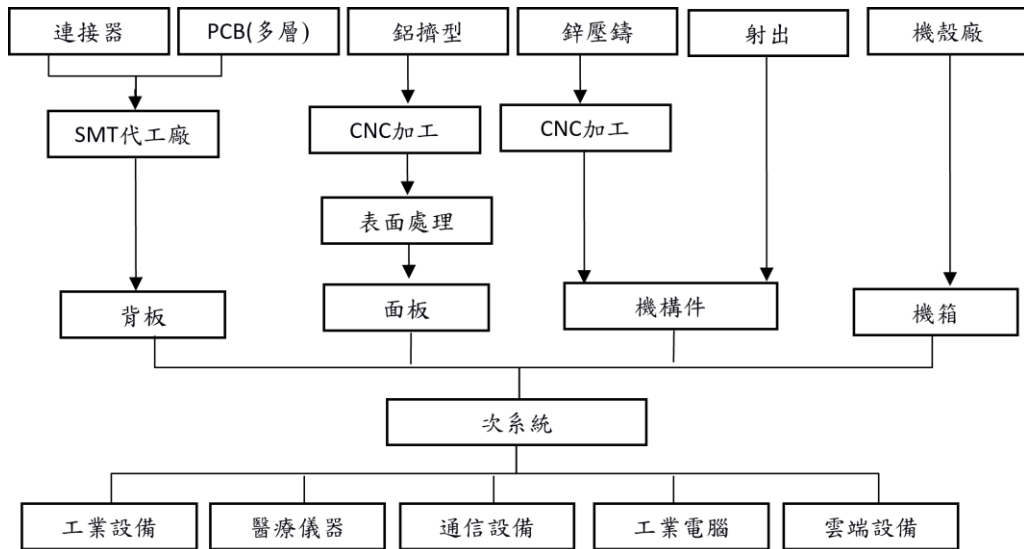 連接器
PCB(多層)
鋁擠型
鋅壓鑄
射出
機殼廠
SMT代工廠
CNC加工
CNC加工
表面處理
背板
面板
機構件
機箱
次系統
工業設備
醫療儀器
通信設備
工業電腦
雲端設備